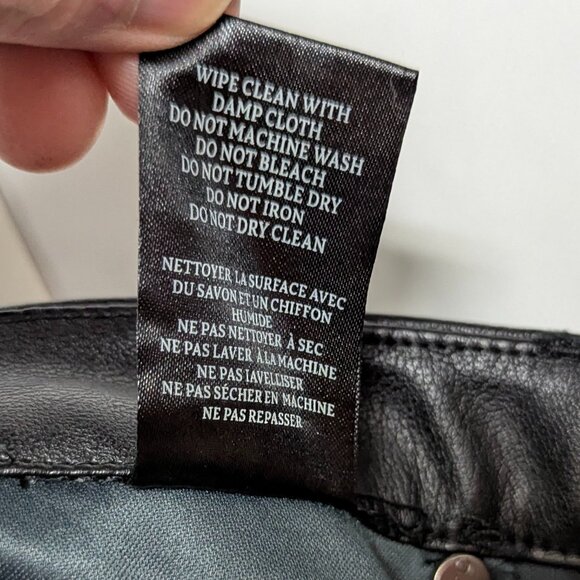 WIPE CLEAN WITH
DAMP CLOTH
DO NOT MACHINE WASH
DO NOT BLEACH
DO NOT TUMBLE DRY
DO NOT IRON
DO NOT DRY CLEAN
NETTOYER LA SURFACE AVEC
DU SAVON ET UN CHIFFON
HUMIDE
NE PAS NETTOYER À SEC
NE PAS LAVER À LA MACHINE
NE PAS JAVELLISER
NE PAS SÉCHER EN MACHINE
NE PAS REPASSER